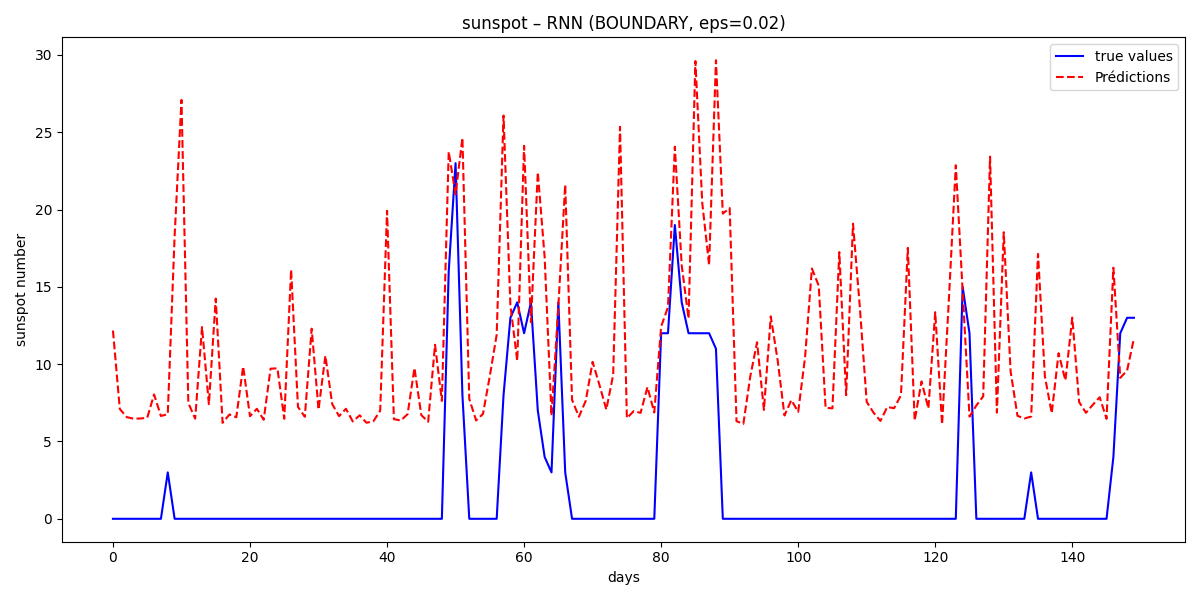 sunspot – RNN (BOUNDARY, eps=0.02)
true values
Prédictions
sunspot number
30
25
20
15
10
5
0
0 20 40 60 80 100 120 140
days